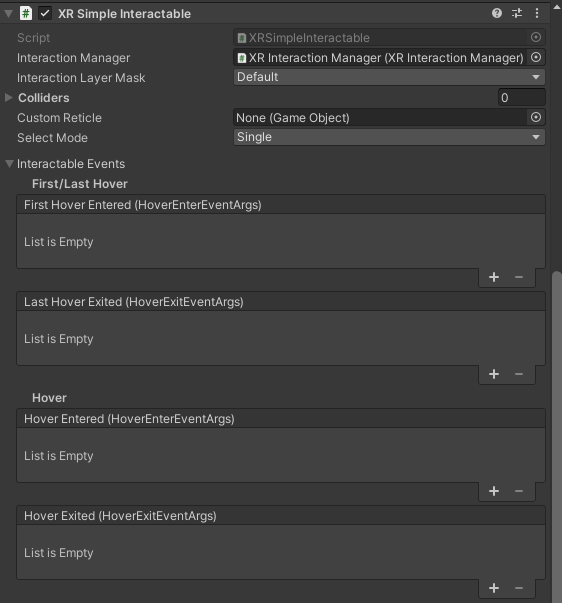 XR Simple Interactable
Script XRSimpleInteractable
Interaction Manager XR Interaction Manager (XR Interaction Manager)
Interaction Layer Mask Default
Colliders 0
Custom Reticle None (Game Object)
Select Mode Single
Interactable Events
First/Last Hover
First Hover Entered (HoverEnterEventArgs)
List is Empty
+ −
Last Hover Exited (HoverExitEventArgs)
List is Empty
+ −
Hover
Hover Entered (HoverEnterEventArgs)
List is Empty
+ −
Hover Exited (HoverExitEventArgs)
List is Empty
+ −